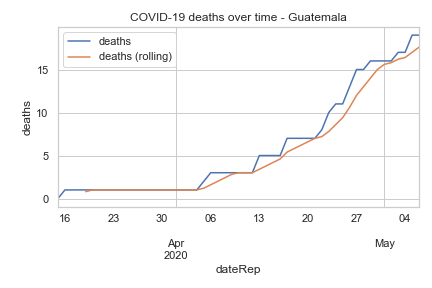 COVID-19 deaths over time - Guatemala
deaths
deaths (rolling)
deaths
15
10
5
0
16 23 30 06 13 20 27 04
Apr May
2020
dateRep